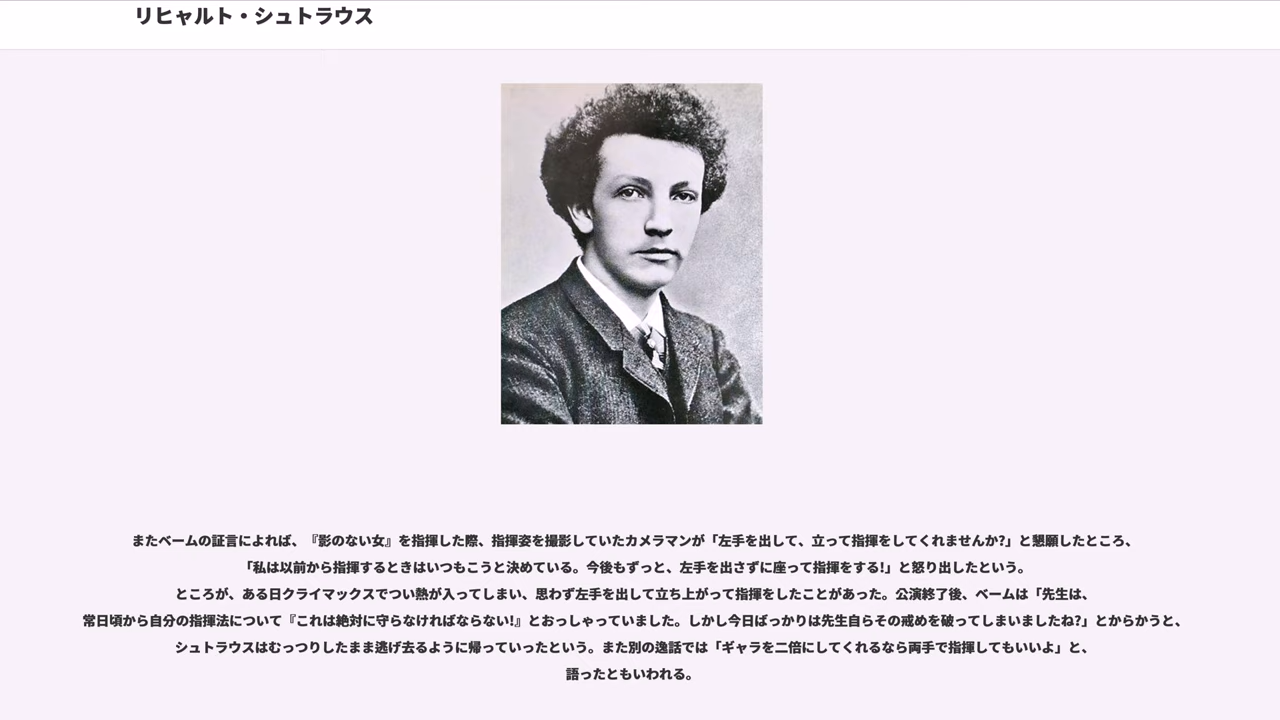 リヒャルト・シュトラウス
またベームの証言によれば、『影のない女』を指揮した際、指揮姿を撮影していたカメラマンが「左手を出して、立って指揮をしてくれませんか?」と懇願したところ、
「私は以前から指揮するときはいつもこうと決めている。今後もずっと、左手を出さずに座って指揮をする!」と怒り出したという。
ところが、ある日クライマックスでつい熱が入ってしまい、思わず左手を出して立ち上がって指揮をしたことがあった。公演終了後、ベームは「先生は、
常日頃から自分の指揮法について『これは絶対に守らなければならない!』とおっしゃっていました。しかし今日ばっかりは先生自らその戒めを破ってしまいましたね?」とからかうと、
シュトラウスはむっつりしたまま逃げ去るように帰っていったという。また別の逸話では「ギャラを二倍にしてくれるなら両手で指揮してもいいよ」と、
語ったともいわれる。